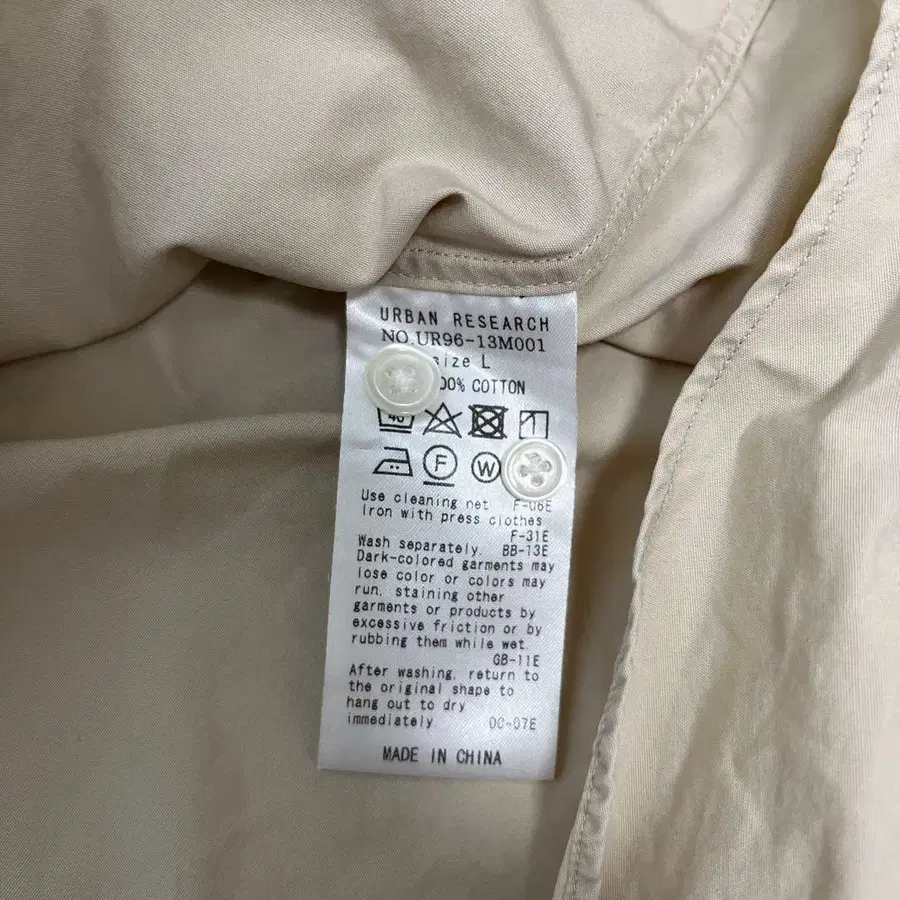 URBAN RESEARCH
NO.UR96-13M001
size L
00% COTTON
40
F W
Use cleaning net F-06E
Iron with press clothes
F-31E
Wash separately. BB-13E
Dark-colored garments may
lose color or colors may
run, staining other
garments or products by
excessive friction or by
rubbing them while wet.
GB-11E
After washing, return to
the original shape to
hang out to dry
immediately. DC-07E
MADE IN CHINA